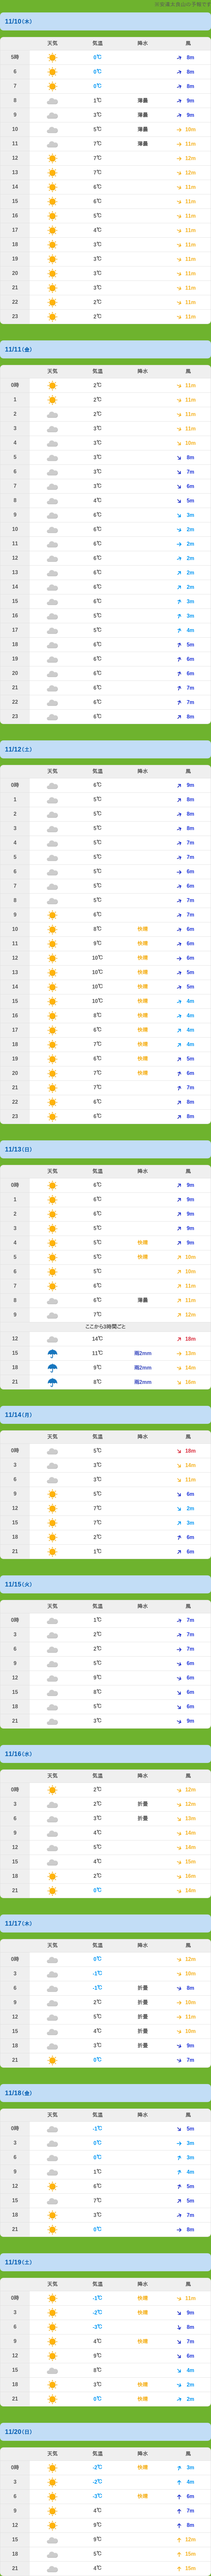 山の予報です
11/10(木)
天気 気温 降水 風
5時 0℃ 8m
6 0℃ 8m
7 0℃ 8m
8 1℃ 薄曇 9m
9 3℃ 薄曇 9m
10 5℃ 薄曇 10m
11 7℃ 薄曇 11m
12 7℃ 12m
13 7℃ 12m
14 6℃ 11m
15 6℃ 11m
16 5℃ 11m
17 4℃ 11m
18 3℃ 11m
19 3℃ 11m
20 3℃ 11m
21 3℃ 11m
22 2℃ 11m
23 2℃ 11m
11/11(金)
天気 気温 降水 風
0時 2℃ 11m
1 2℃ 11m
2 2℃ 11m
3 3℃ 11m
4 3℃ 10m
5 3℃ 8m
6 3℃ 7m
7 3℃ 6m
8 4℃ 5m
9 6℃ 3m
10 6℃ 2m
11 6℃ 2m
12 6℃ 2m
13 6℃ 2m
14 6℃ 2m
15 6℃ 3m
16 5℃ 3m
17 5℃ 4m
18 6℃ 5m
19 6℃ 6m
20 6℃ 6m
21 6℃ 7m
22 6℃ 7m
23 6℃ 8m
11/12(土)
天気 気温 降水 風
0時 6℃ 9m
1 5℃ 8m
2 5℃ 8m
3 5℃ 8m
4 5℃ 7m
5 5℃ 7m
6 5℃ 6m
7 5℃ 6m
8 5℃ 7m
9 6℃ 7m
10 8℃ 快晴 6m
11 9℃ 快晴 6m
12 10℃ 快晴 6m
13 10℃ 快晴 5m
14 10℃ 快晴 5m
15 10℃ 快晴 4m
16 8℃ 快晴 4m
17 6℃ 快晴 4m
18 7℃ 快晴 4m
19 6℃ 快晴 5m
20 7℃ 快晴 6m
21 7℃ 7m
22 6℃ 8m
23 6℃ 8m
11/13(日)
天気 気温 降水 風
0時 6℃ 9m
1 6℃ 9m
2 6℃ 9m
3 5℃ 9m
4 5℃ 快晴 9m
5 5℃ 快晴 10m
6 5℃ 10m
7 6℃ 11m
8 6℃ 薄曇 11m
9 7℃ 12m
ここから3時間ごと
12 14℃ 18m
15 11℃ 雨2mm 13m
18 9℃ 雨2mm 14m
21 8℃ 雨2mm 16m
11/14(月)
天気 気温 降水 風
0時 5℃ 18m
3 3℃ 14m
6 3℃ 11m
9 5℃ 6m
12 7℃ 2m
15 7℃ 3m
18 2℃ 6m
21 1℃ 6m
11/15(火)
天気 気温 降水 風
0時 1℃ 7m
3 2℃ 7m
6 2℃ 7m
9 5℃ 6m
12 9℃ 6m
15 8℃ 6m
18 5℃ 6m
21 3℃ 9m
11/16(水)
天気 気温 降水 風
0時 2℃ 12m
3 2℃ 折曇 12m
6 3℃ 折曇 13m
9 4℃ 14m
12 5℃ 14m
15 4℃ 15m
18 2℃ 16m
21 0℃ 14m
11/17(木)
天気 気温 降水 風
0時 0℃ 12m
3 -1℃ 10m
6 -1℃ 折曇 8m
9 2℃ 折曇 10m
12 5℃ 折曇 11m
15 4℃ 折曇 10m
18 3℃ 折曇 9m
21 0℃ 7m
11/18(金)
天気 気温 降水 風
0時 -1℃ 5m
3 0℃ 3m
6 0℃ 3m
9 1℃ 4m
12 6℃ 5m
15 7℃ 5m
18 3℃ 7m
21 0℃ 8m
11/19(土)
天気 気温 降水 風
0時 -1℃ 快晴 11m
3 -2℃ 快晴 9m
6 -3℃ 8m
9 4℃ 快晴 7m
12 9℃ 6m
15 8℃ 4m
18 3℃ 快晴 2m
21 0℃ 快晴 2m
11/20(日)
天気 気温 降水 風
0時 -2℃ 快晴 3m
3 -2℃ 4m
6 -3℃ 快晴 6m
9 4℃ 7m
12 9℃ 8m
15 9℃ 12m
18 5℃ 15m
21 4℃ 15m